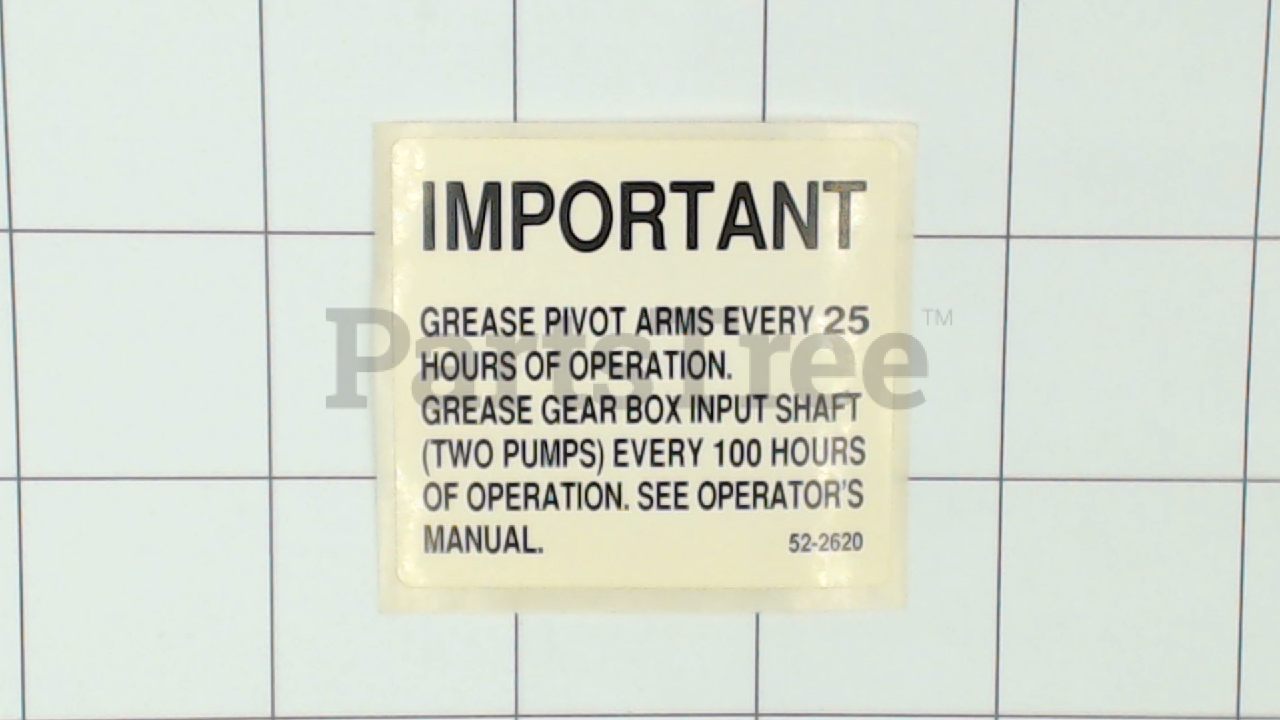 IMPORTANT
GREASE PIVOT ARMS EVERY 25
HOURS OF OPERATION.
GREASE GEAR BOX INPUT SHAFT
(TWO PUMPS) EVERY 100 HOURS
OF OPERATION. SEE OPERATOR'S
MANUAL. 52-2620
PartsTree™